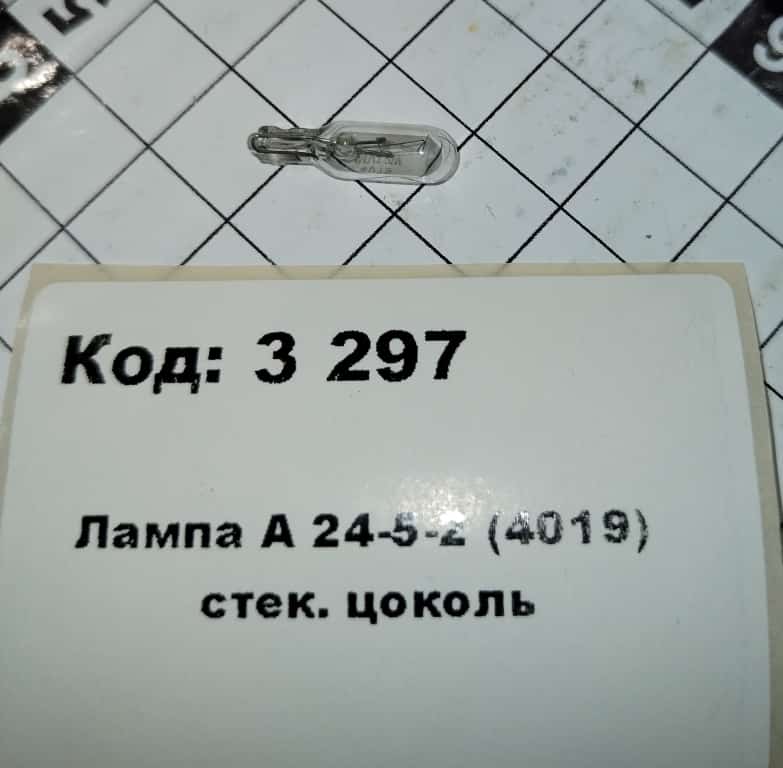 Код: 3 297
Лампа А 24-5-2 (4019)
стек. цоколь